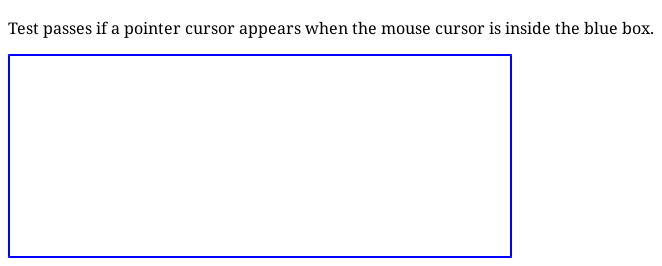 Test passes if a pointer cursor appears when the mouse cursor is inside the blue box.